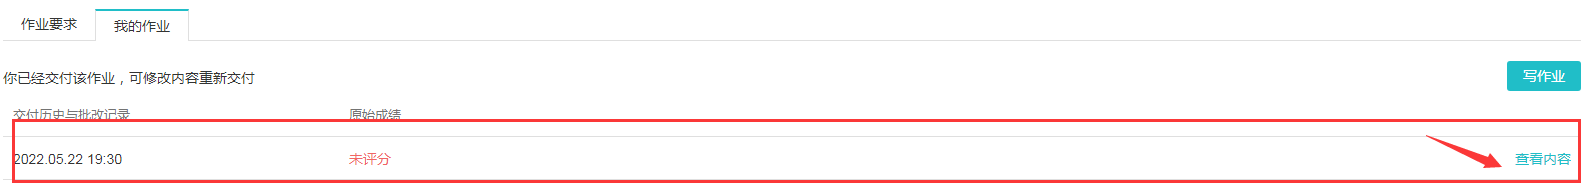 作业要求 我的作业
你已经交付该作业，可修改内容重新交付 写作业
交付历史与批改记录 原始成绩
2022.05.22 19:30 未评分 查看内容